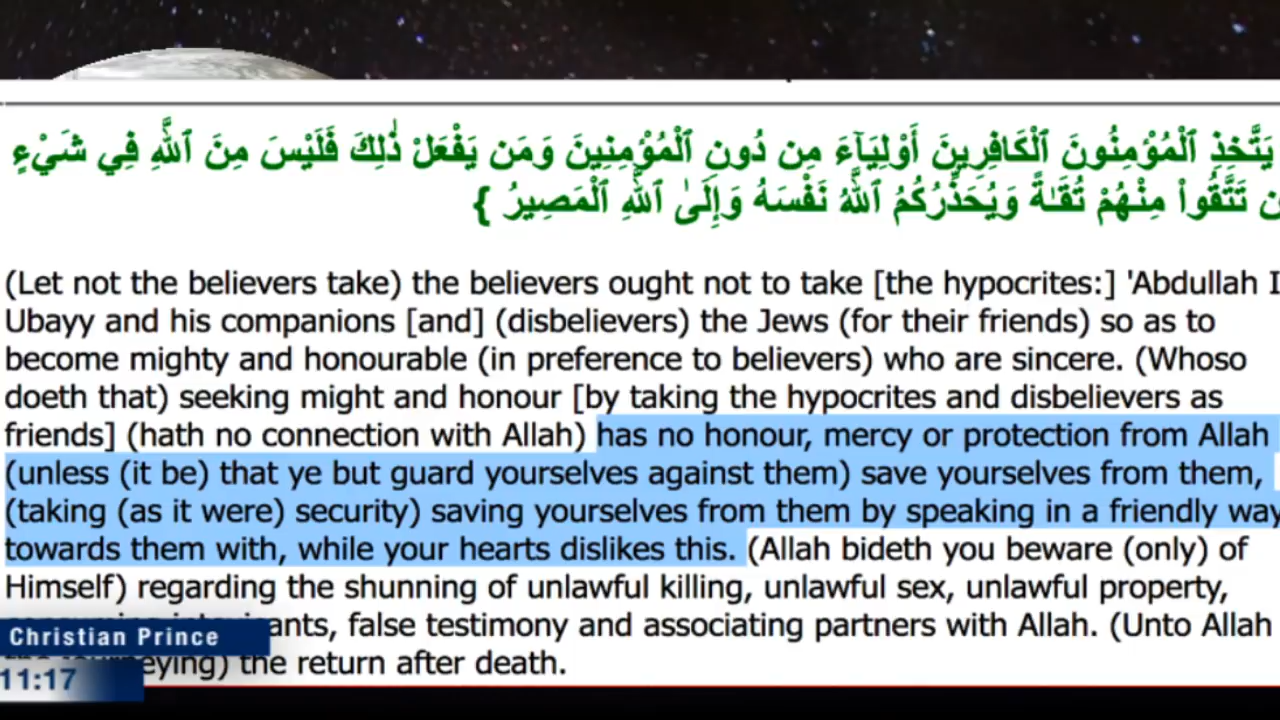 يَتَّخِذِ ٱلْمُؤْمِنُونَ ٱلْكَافِرِينَ أَوْلِيَآءَ مِن دُونِ ٱلْمُؤْمِنِينَ وَمَن يَفْعَلْ ذٰلِكَ فَلَيْسَ مِنَ ٱللَّهِ فِي شَيْءٍ
تَتَّقُواْ مِنْهُمْ تُقَـٰةً وَيُحَذِّرُكُمُ ٱللَّهُ نَفْسَهُ وَإِلَىٰ ٱللَّهِ ٱلْمَصِيرُ }
(Let not the believers take) the believers ought not to take [the hypocrites:] 'Abdullah
Ubayy and his companions [and] (disbelievers) the Jews (for their friends) so as to
become mighty and honourable (in preference to believers) who are sincere. (Whoso
doeth that) seeking might and honour [by taking the hypocrites and disbelievers as
friends] (hath no connection with Allah) has no honour, mercy or protection from Allah
(unless (it be) that ye but guard yourselves against them) save yourselves from them,
(taking (as it were) security) saving yourselves from them by speaking in a friendly way
towards them with, while your hearts dislikes this. (Allah bideth you beware (only) of
Himself) regarding the shunning of unlawful killing, unlawful sex, unlawful property,
false testimony and associating partners with Allah. (Unto Allah
the return after death.
Christian Prince
11:17